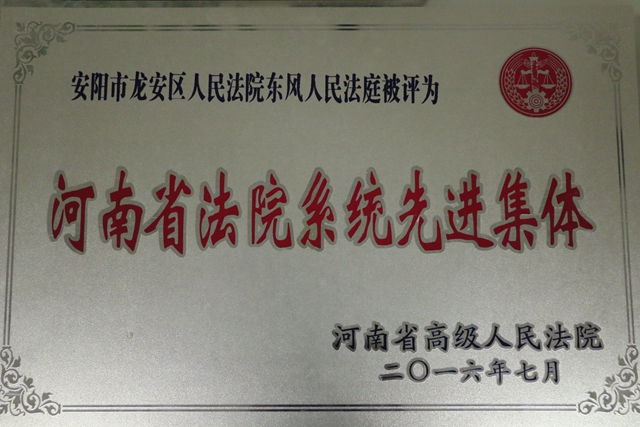 安阳市龙安区人民法院东风人民法庭被评为
河南省法院系统先进集体
河南省高级人民法院
二〇一六年七月